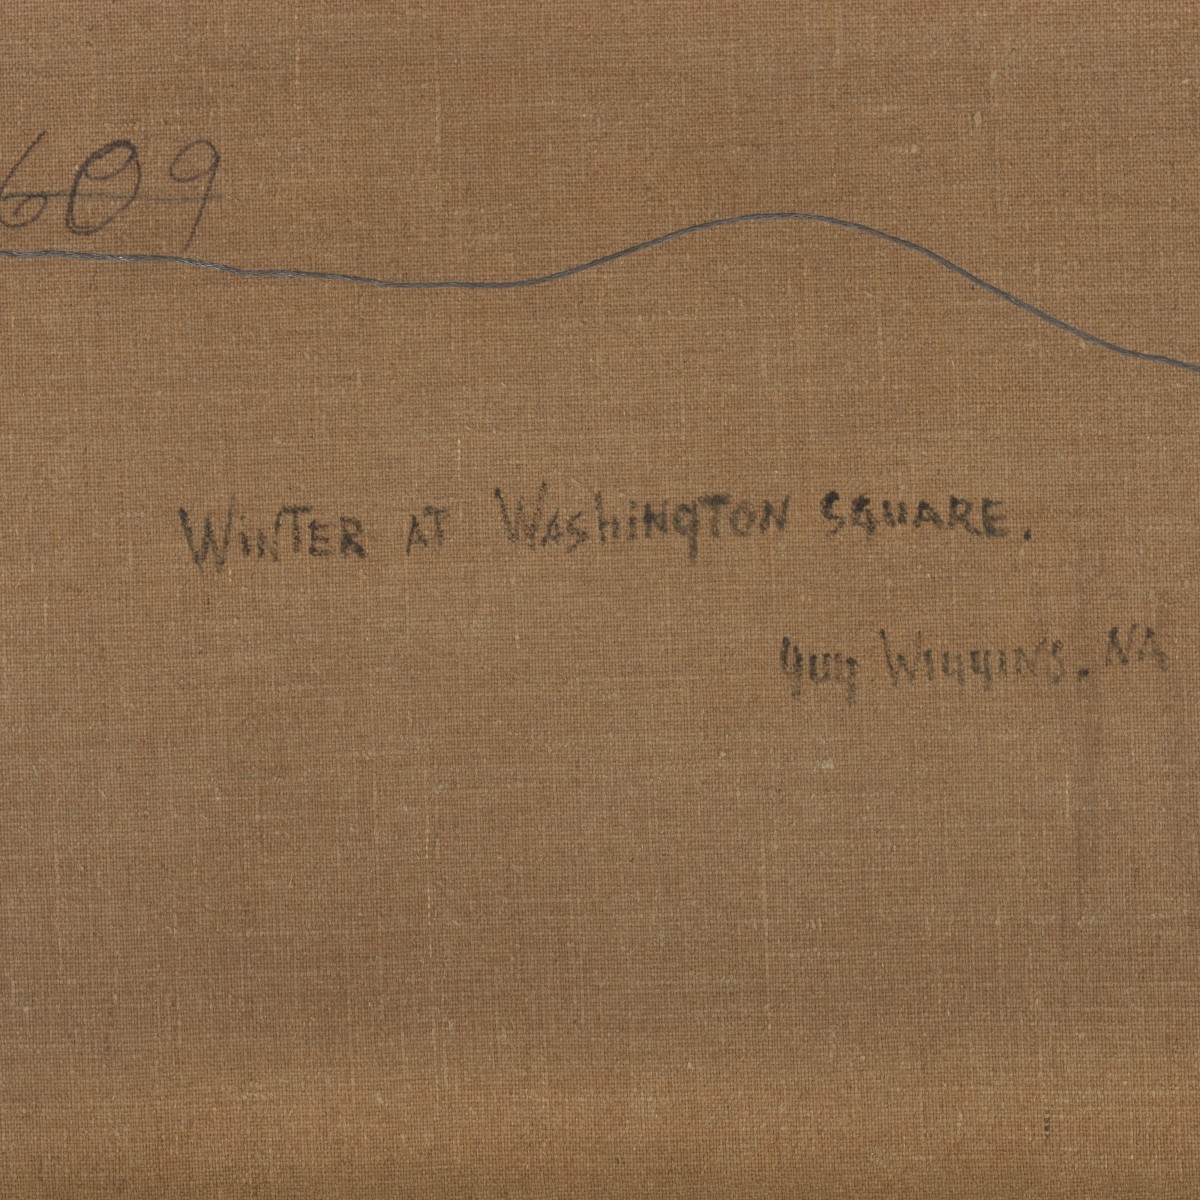 609
WINTER AT WAShINgTON SQUARE.
guy WIggINS. NA